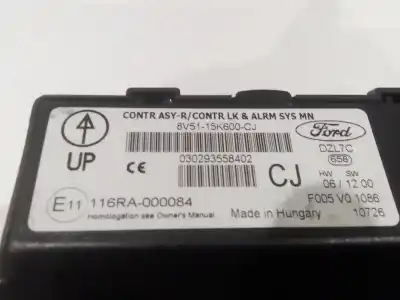 CONTR ASY-R/CONTR LK & ALRM SYS MN
8V51-15K600-CJ
Ford
UP
CE
030293558402
CJ
DZL7C
656
HW SW
06 / 12.00
E11 116RA-000084
Homologation see Owner's Manual
F005 V0 1086
Made in Hungary 10726